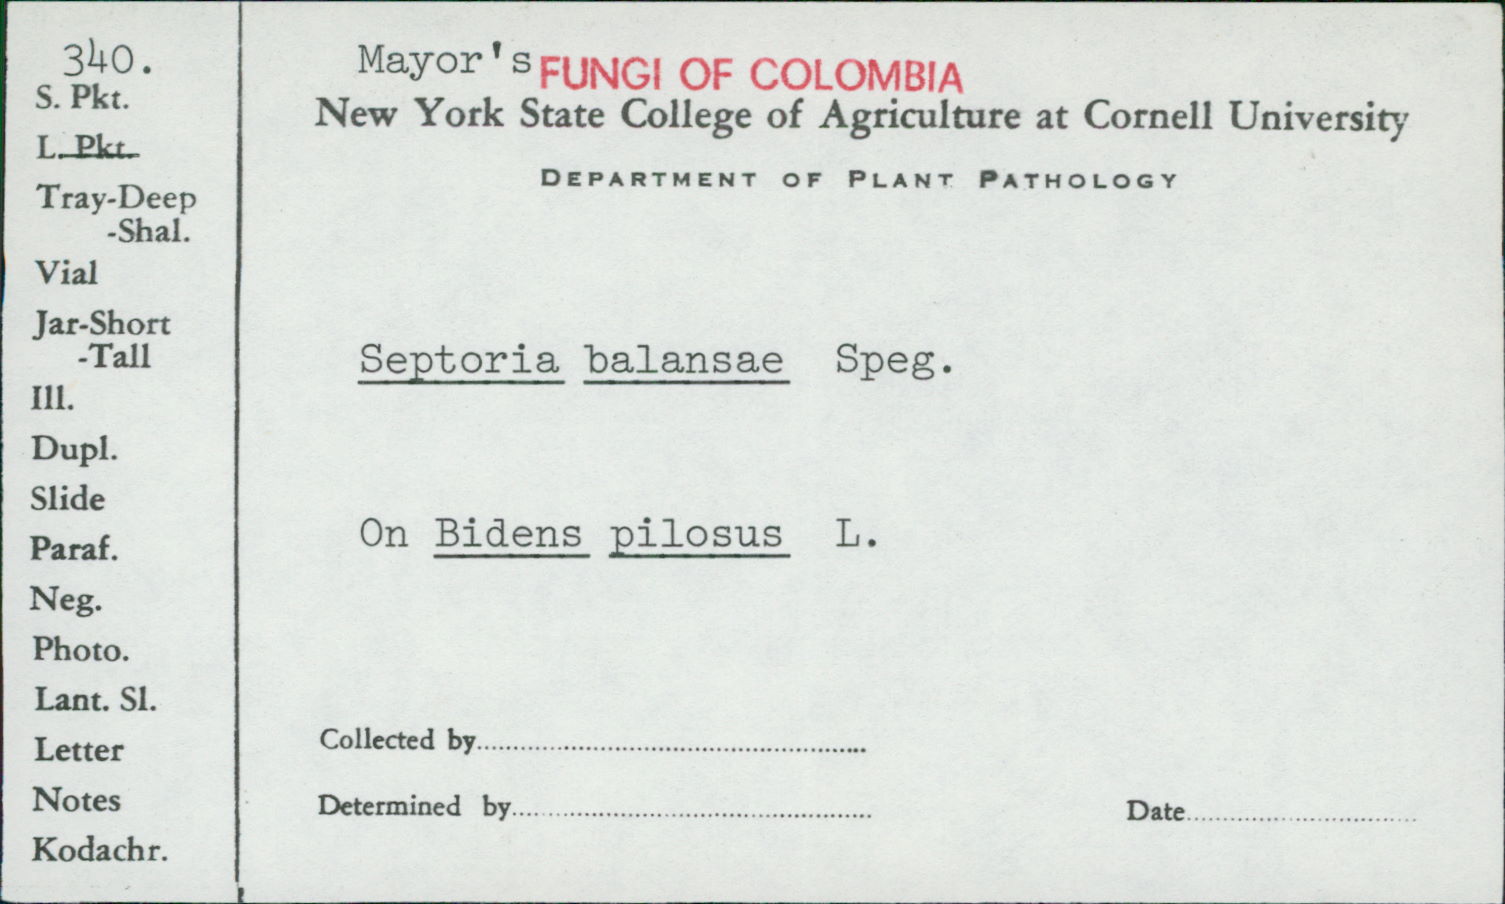 340.
S. Pkt.
L. Pkt.
Tray-Deep
-Shal.
Vial
Jar-Short
-Tall
Ill.
Dupl.
Slide
Paraf.
Neg.
Photo.
Lant. Sl.
Letter
Notes
Kodachr.
Mayor's FUNGI OF COLOMBIA
New York State College of Agriculture at Cornell University
DEPARTMENT OF PLANT PATHOLOGY
Septoria balansae Speg.
On Bidens pilosus L.
Collected by
Determined by
Date